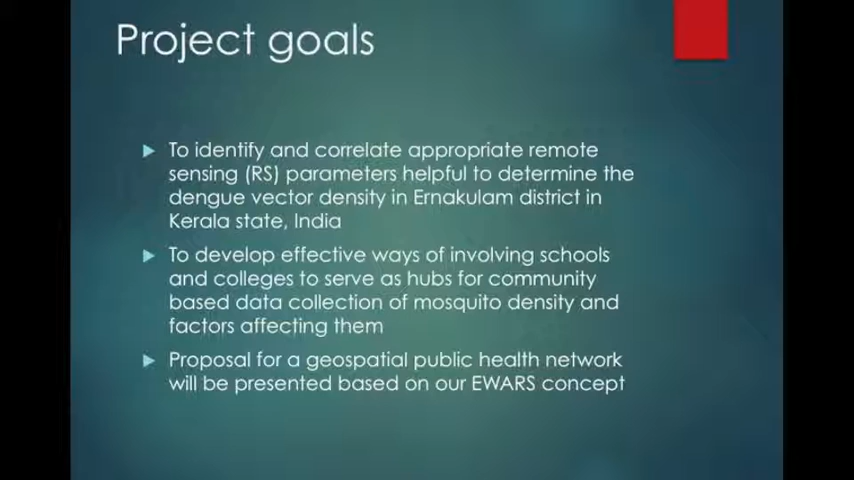 Project goals
To identify and correlate appropriate remote
sensing (RS) parameters helpful to determine the
dengue vector density in Ernakulam district in
Kerala state, India
To develop effective ways of involving schools
and colleges to serve as hubs for community
based data collection of mosquito density and
factors affecting them
Proposal for a geospatial public health network
will be presented based on our EWARS concept